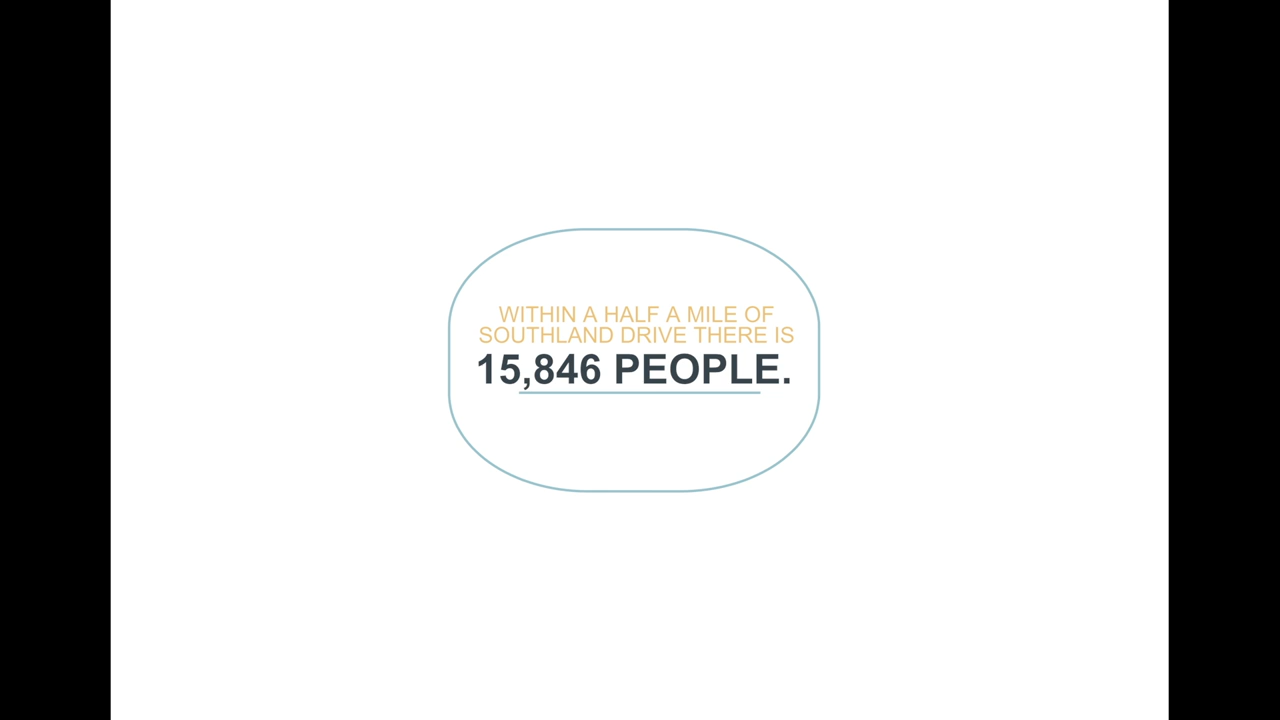 WITHIN A HALF A MILE OF
SOUTHLAND DRIVE THERE IS
15,846 PEOPLE.